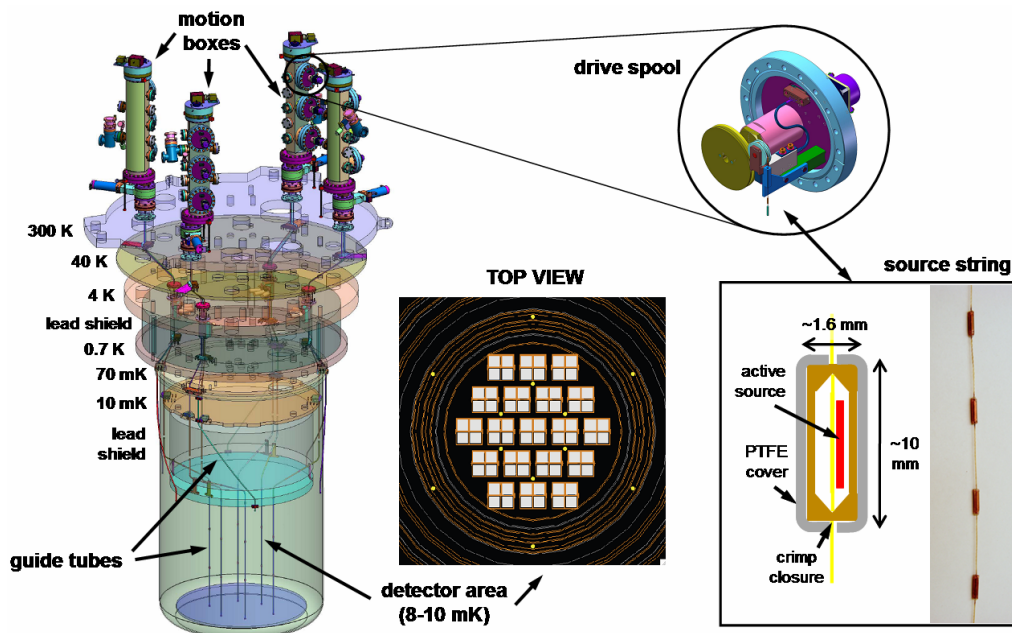 motion
boxes
drive spool
300 K
40 K
4 K
lead shield
0.7 K
70 mK
10 mK
lead
shield
guide tubes
TOP VIEW
detector area
(8-10 mK)
source string
~1.6 mm
active
source
PTFE
cover
~10
mm
crimp
closure